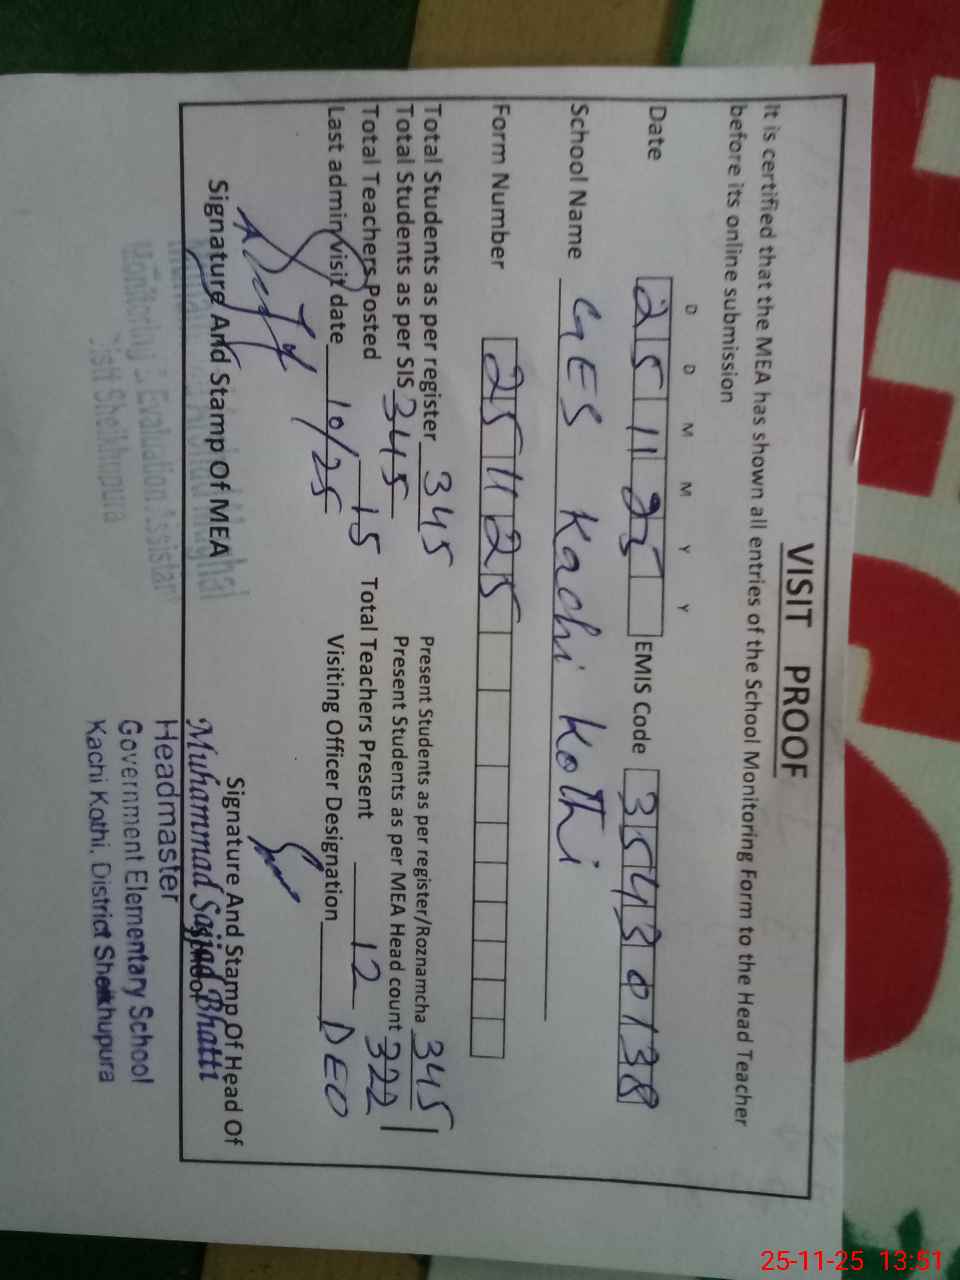 VISIT PROOF
It is certified that the MEA has shown all entries of the School Monitoring Form to the Head Teacher
before its online submission
D D M M Y Y
Date 25 11 25 EMIS Code 35430138
School Name GES Kachi Kothi
Form Number 251125
Total Students as per register 345 Present Students as per register/Roznamcha 345
Total Students as per SIS 345 Present Students as per MEA Head count 322
Total Teachers Posted 15 Total Teachers Present 12
Last admin visit date 10/25 Visiting Officer Designation DEO
Signature And Stamp Of MEA
Signature And Stamp Of Head Of
Monitoring & Evaluation Assistant
Distt Sheikhupura
Muhammad Sajjad Bhatti
Headmaster
Government Elementary School
Kachi Kothi, District Sheikhupura
25-11-25 13:51